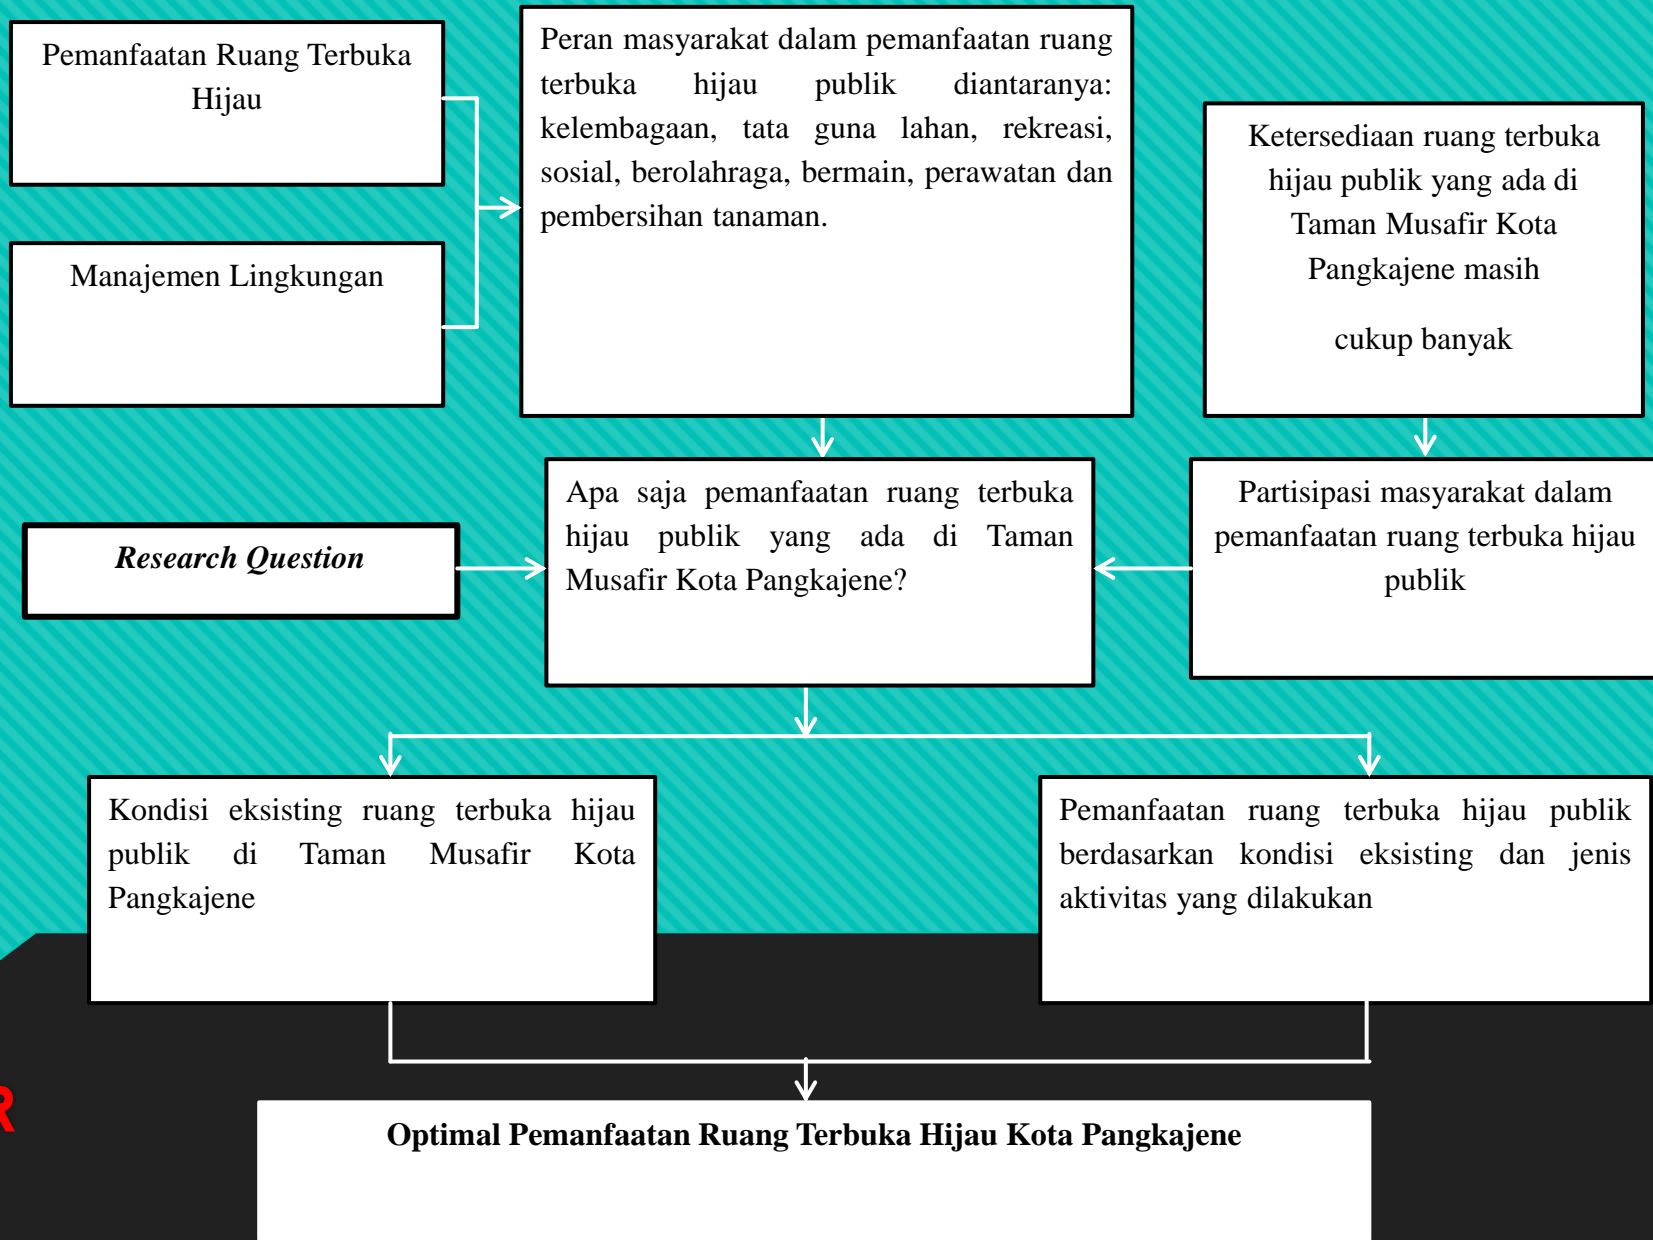 Pemanfaatan Ruang Terbuka
Hijau
Manajemen Lingkungan
Peran masyarakat dalam pemanfaatan ruang
terbuka hijau publik diantaranya:
kelembagaan, tata guna lahan, rekreasi,
sosial, berolahraga, bermain, perawatan dan
pembersihan tanaman.
Ketersediaan ruang terbuka
hijau publik yang ada di
Taman Musafir Kota
Pangkajene masih
cukup banyak
Research Question
Apa saja pemanfaatan ruang terbuka
hijau publik yang ada di Taman
Musafir Kota Pangkajene?
Partisipasi masyarakat dalam
pemanfaatan ruang terbuka hijau
publik
Kondisi eksisting ruang terbuka hijau
publik di Taman Musafir Kota
Pangkajene
Pemanfaatan ruang terbuka hijau publik
berdasarkan kondisi eksisting dan jenis
aktivitas yang dilakukan
R
Optimal Pemanfaatan Ruang Terbuka Hijau Kota Pangkajene